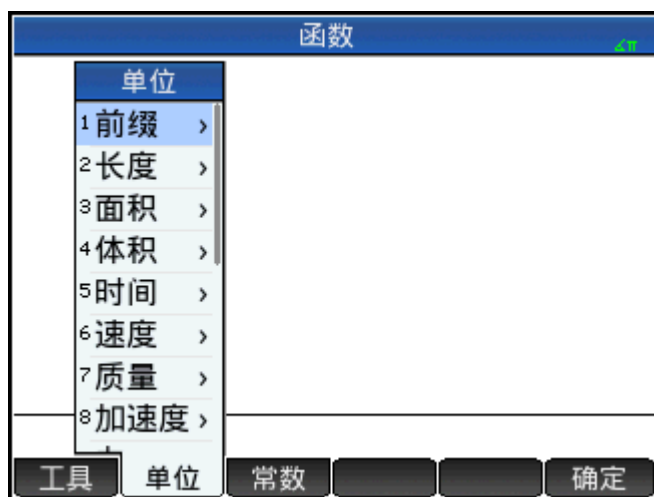 函数
∡π
单位
1前缀 >
2长度 >
3面积 >
4体积 >
5时间 >
6速度 >
7质量 >
8加速度 >
工具 单位 常数 确定